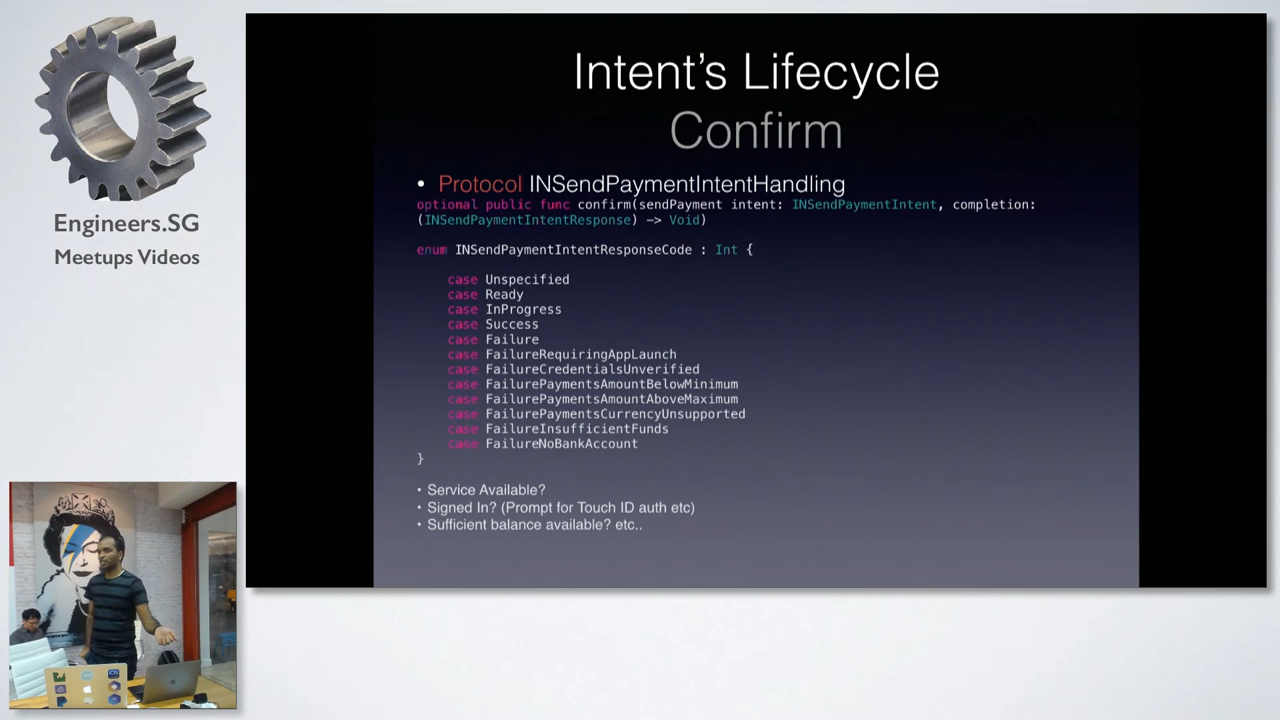 Engineers.SG
Meetups Videos
Intent’s Lifecycle
Confirm
• Protocol INSendPaymentIntentHandling
optional public func confirm(sendPayment intent: INSendPaymentIntent, completion:
(INSendPaymentIntentResponse) -> Void)
enum INSendPaymentIntentResponseCode : Int {
case Unspecified
case Ready
case InProgress
case Success
case Failure
case FailureRequiringAppLaunch
case FailureCredentialsUnverified
case FailurePaymentsAmountBelowMinimum
case FailurePaymentsAmountAboveMaximum
case FailurePaymentsCurrencyUnsupported
case FailureInsufficientFunds
case FailureNoBankAccount
}
• Service Available?
• Signed In? (Prompt for Touch ID auth etc)
• Sufficient balance available? etc..